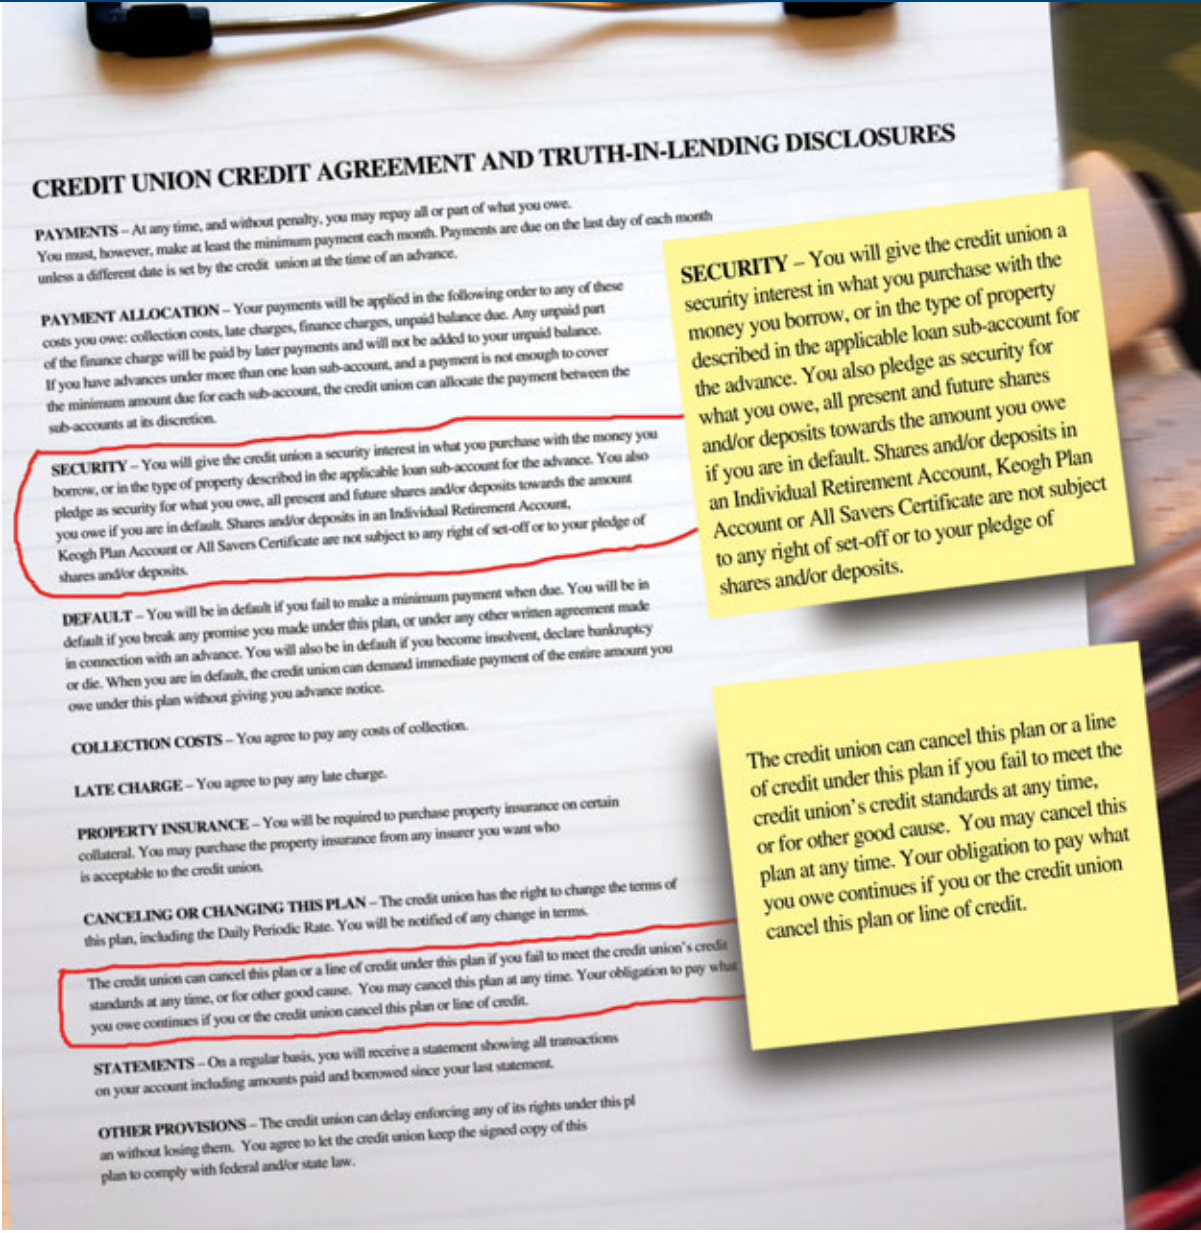 CREDIT UNION CREDIT AGREEMENT AND TRUTH-IN-LENDING DISCLOSURES
PAYMENTS – At any time, and without penalty, you may repay all or part of what you owe.
You must, however, make at least the minimum payment each month. Payments are due on the last day of each month
unless a different date is set by the credit union at the time of an advance.
PAYMENT ALLOCATION – Your payments will be applied in the following order to any of these
costs you owe: collection costs, late charges, finance charges, unpaid balance due. Any unpaid part
of the finance charge will be paid by later payments and will not be added to your unpaid balance.
If you have advances under more than one loan sub-account, and a payment is not enough to cover
the minimum amount due for each sub-account, the credit union can allocate the payment between the
sub-accounts at its discretion.
SECURITY – You will give the credit union a security interest in what you purchase with the money you
borrow, or in the type of property described in the applicable loan sub-account for the advance. You also
pledge as security for what you owe, all present and future shares and/or deposits towards the amount
you owe if you are in default. Shares and/or deposits in an Individual Retirement Account,
Keogh Plan Account or All Savers Certificate are not subject to any right of set-off or to your pledge of
shares and/or deposits.
DEFAULT – You will be in default if you fail to make a minimum payment when due. You will be in
default if you break any promise you made under this plan, or under any other written agreement made
in connection with an advance. You will also be in default if you become insolvent, declare bankruptcy
or die. When you are in default, the credit union can demand immediate payment of the entire amount you
owe under this plan without giving you advance notice.
COLLECTION COSTS – You agree to pay any costs of collection.
LATE CHARGE – You agree to pay any late charge.
PROPERTY INSURANCE – You will be required to purchase property insurance on certain
collateral. You may purchase the property insurance from any insurer you want who
is acceptable to the credit union.
CANCELING OR CHANGING THIS PLAN – The credit union has the right to change the terms of
this plan, including the Daily Periodic Rate. You will be notified of any change in terms.
The credit union can cancel this plan or a line of credit under this plan if you fail to meet the credit union's credit
standards at any time, or for other good cause. You may cancel this plan at any time. Your obligation to pay what
you owe continues if you or the credit union cancel this plan or line of credit.
STATEMENTS – On a regular basis, you will receive a statement showing all transactions
on your account including amounts paid and borrowed since your last statement.
OTHER PROVISIONS – The credit union can delay enforcing any of its rights under this pl
an without losing them. You agree to let the credit union keep the signed copy of this
plan to comply with federal and/or state law.
SECURITY – You will give the credit union a
security interest in what you purchase with the
money you borrow, or in the type of property
described in the applicable loan sub-account for
the advance. You also pledge as security for
what you owe, all present and future shares
and/or deposits towards the amount you owe
if you are in default. Shares and/or deposits in
an Individual Retirement Account, Keogh Plan
Account or All Savers Certificate are not subject
to any right of set-off or to your pledge of
shares and/or deposits.
The credit union can cancel this plan or a line
of credit under this plan if you fail to meet the
credit union's credit standards at any time,
or for other good cause. You may cancel this
plan at any time. Your obligation to pay what
you owe continues if you or the credit union
cancel this plan or line of credit.